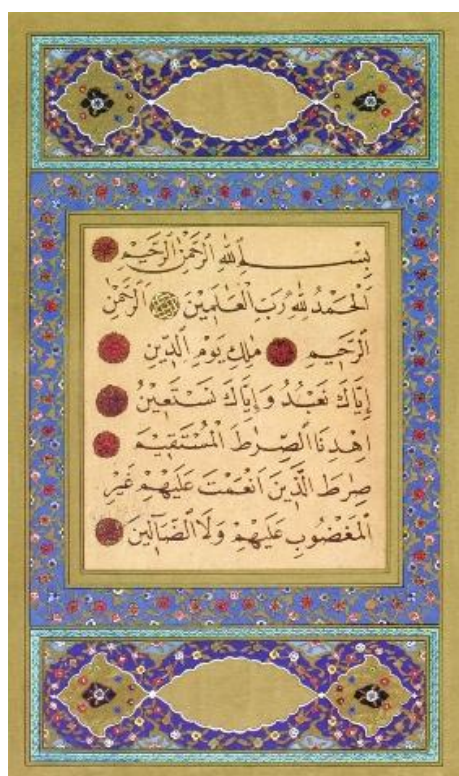 بِسْمِ اللّٰهِ الرَّحْمٰنِ الرَّحٖيمِ
اَلْحَمْدُ لِلّٰهِ رَبِّ الْعَالَمٖينَ اَلرَّحْمٰنِ
الرَّحٖيمِ مٰلِكِ يَوْمِ الدّٖينِ
اِيَّاكَ نَعْبُدُ وَاِيَّاكَ نَسْتَعٖينُ
اِهْدِنَا الصِّرٰطَ الْمُسْتَقٖيمَ
صِرٰطَ الَّذٖينَ اَنْعَمْتَ عَلَيْهِمْ غَيْرِ
الْمَغْضُوبِ عَلَيْهِمْ وَلَا الضَّٓالّٖينَ